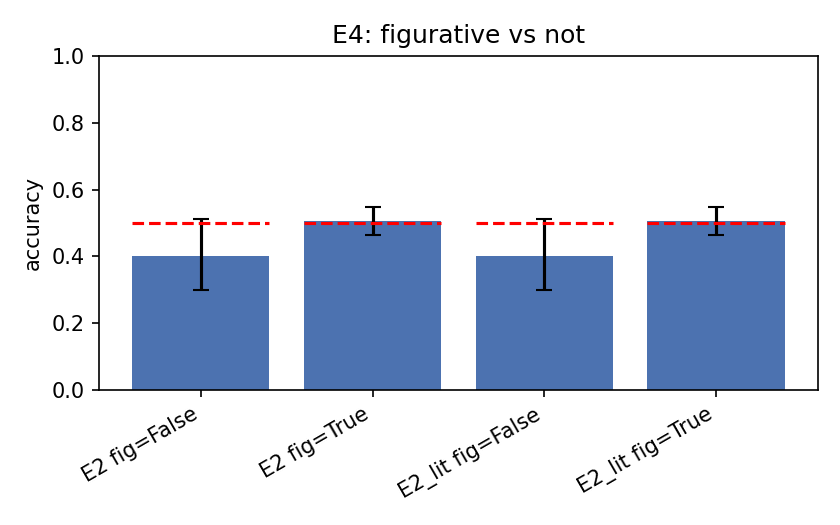 E4: figurative vs not
accuracy
1.0
0.8
0.6
0.4
0.2
0.0
E2 fig=False
E2 fig=True
E2_lit fig=False
E2_lit fig=True